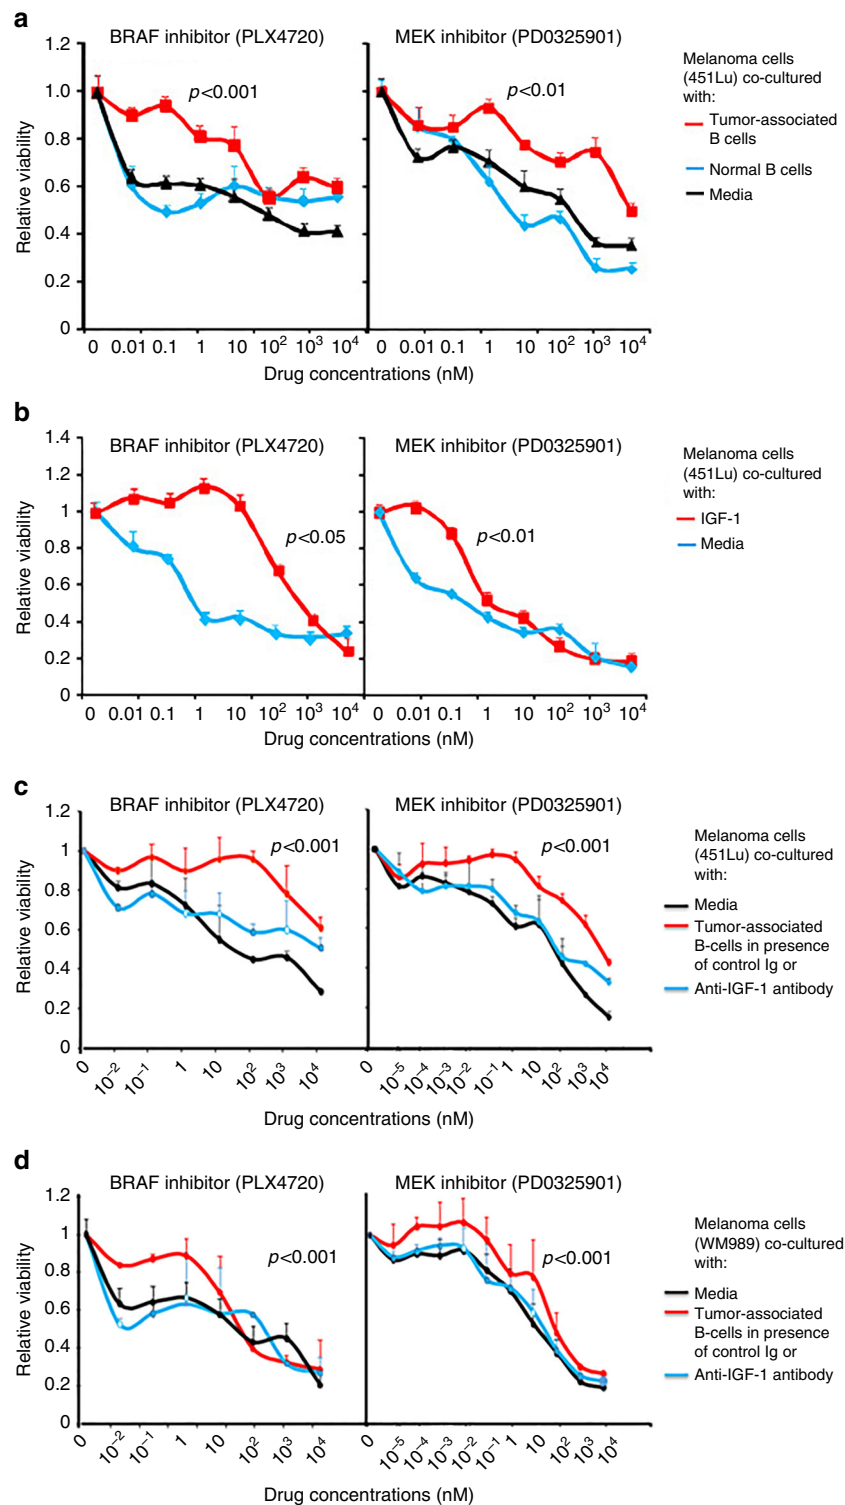 a
BRAF inhibitor (PLX4720)
MEK inhibitor (PD0325901)
1.2
1.0
0.8
0.6
0.4
0.2
0
Relative viability
p<0.001
p<0.01
0 0.01 0.1 1 10 10² 10³ 10⁴
0 0.01 0.1 1 10 10² 10³ 10⁴
Drug concentrations (nM)
Melanoma cells
(451Lu) co-cultured
with:
Tumor-associated
B cells
Normal B cells
Media
b
BRAF inhibitor (PLX4720)
MEK inhibitor (PD0325901)
1.4
1.2
1.0
0.8
0.6
0.4
0.2
0
Relative viability
p<0.05
p<0.01
0 0.01 0.1 1 10 10² 10³ 10⁴
0 0.01 0.1 1 10 10² 10³ 10⁴
Drug concentrations (nM)
Melanoma cells
(451Lu) co-cultured
with:
IGF-1
Media
c
BRAF inhibitor (PLX4720)
MEK inhibitor (PD0325901)
1.2
1
0.8
0.6
0.4
0.2
0
Relative viability
p<0.001
p<0.001
0 10⁻² 10⁻¹ 1 10 10² 10³ 10⁴
0 10⁻⁵ 10⁻⁴ 10⁻³ 10⁻² 10⁻¹ 1 10 10² 10³ 10⁴
Drug concentrations (nM)
Melanoma cells
(451Lu) co-cultured
with:
Media
Tumor-associated
B-cells in presence
of control Ig or
Anti-IGF-1 antibody
d
BRAF inhibitor (PLX4720)
MEK inhibitor (PD0325901)
1.2
1
0.8
0.6
0.4
0.2
0
Relative viability
p<0.001
p<0.001
0 10⁻² 10⁻¹ 1 10 10² 10³ 10⁴
0 10⁻⁵ 10⁻⁴ 10⁻³ 10⁻² 10⁻¹ 1 10 10² 10³ 10⁴
Drug concentrations (nM)
Melanoma cells
(WM989) co-cultured
with:
Media
Tumor-associated
B-cells in presence
of control Ig or
Anti-IGF-1 antibody